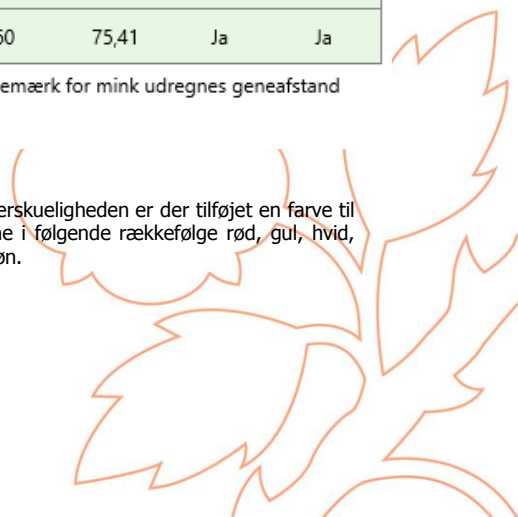 60 75,41 Ja Ja
emærk for mink udregnes geneafstand
erskueligheden er der tilføjet en farve til
ne i følgende rækkefølge rød, gul, hvid,
øn.